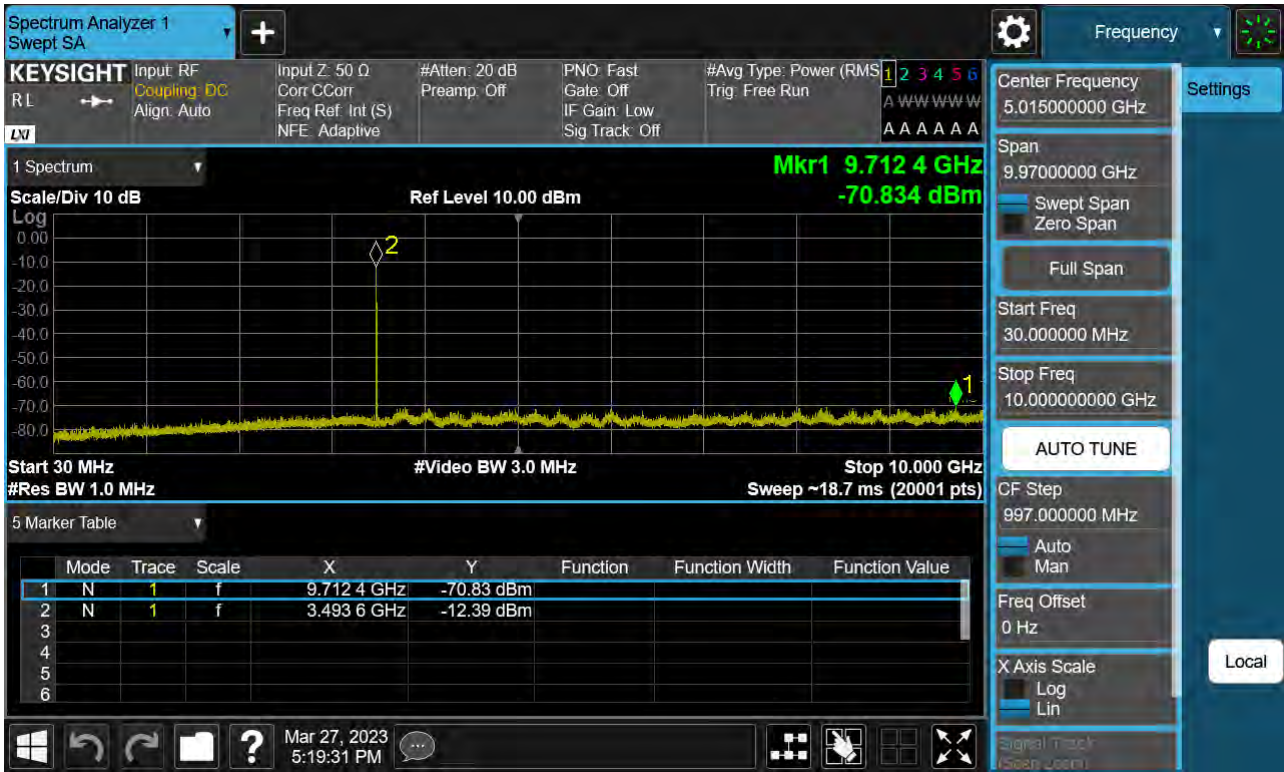 Spectrum Analyzer 1
Swept SA
+
Frequency
KEYSIGHT
RL
LXI
Input: RF
Coupling: DC
Align: Auto
Input Z: 50 Ω
Corr CCorr
Freq Ref: Int (S)
NFE: Adaptive
#Atten: 20 dB
Preamp: Off
PNO: Fast
Gate: Off
IF Gain: Low
Sig Track: Off
#Avg Type: Power (RMS
Trig: Free Run
1 2 3 4 5 6
A W W W W W
A A A A A A
1 Spectrum
Scale/Div 10 dB
Ref Level 10.00 dBm
Mkr1 9.712 4 GHz
-70.834 dBm
Log
0.00
-10.0
-20.0
-30.0
-40.0
-50.0
-60.0
-70.0
-80.0
2
1
Start 30 MHz
#Video BW 3.0 MHz
Stop 10.000 GHz
#Res BW 1.0 MHz
Sweep ~18.7 ms (20001 pts)
5 Marker Table
Mode Trace Scale X Y Function Function Width Function Value
1 N 1 f 9.712 4 GHz -70.83 dBm
2 N 1 f 3.493 6 GHz -12.39 dBm
3
4
5
6
?
Mar 27, 2023
5:19:31 PM
Center Frequency
5.015000000 GHz
Settings
Span
9.97000000 GHz
Swept Span
Zero Span
Full Span
Start Freq
30.000000 MHz
Stop Freq
10.000000000 GHz
AUTO TUNE
CF Step
997.000000 MHz
Auto
Man
Freq Offset
0 Hz
X Axis Scale
Log
Lin
Local
Signal Track
(Span Zoom)